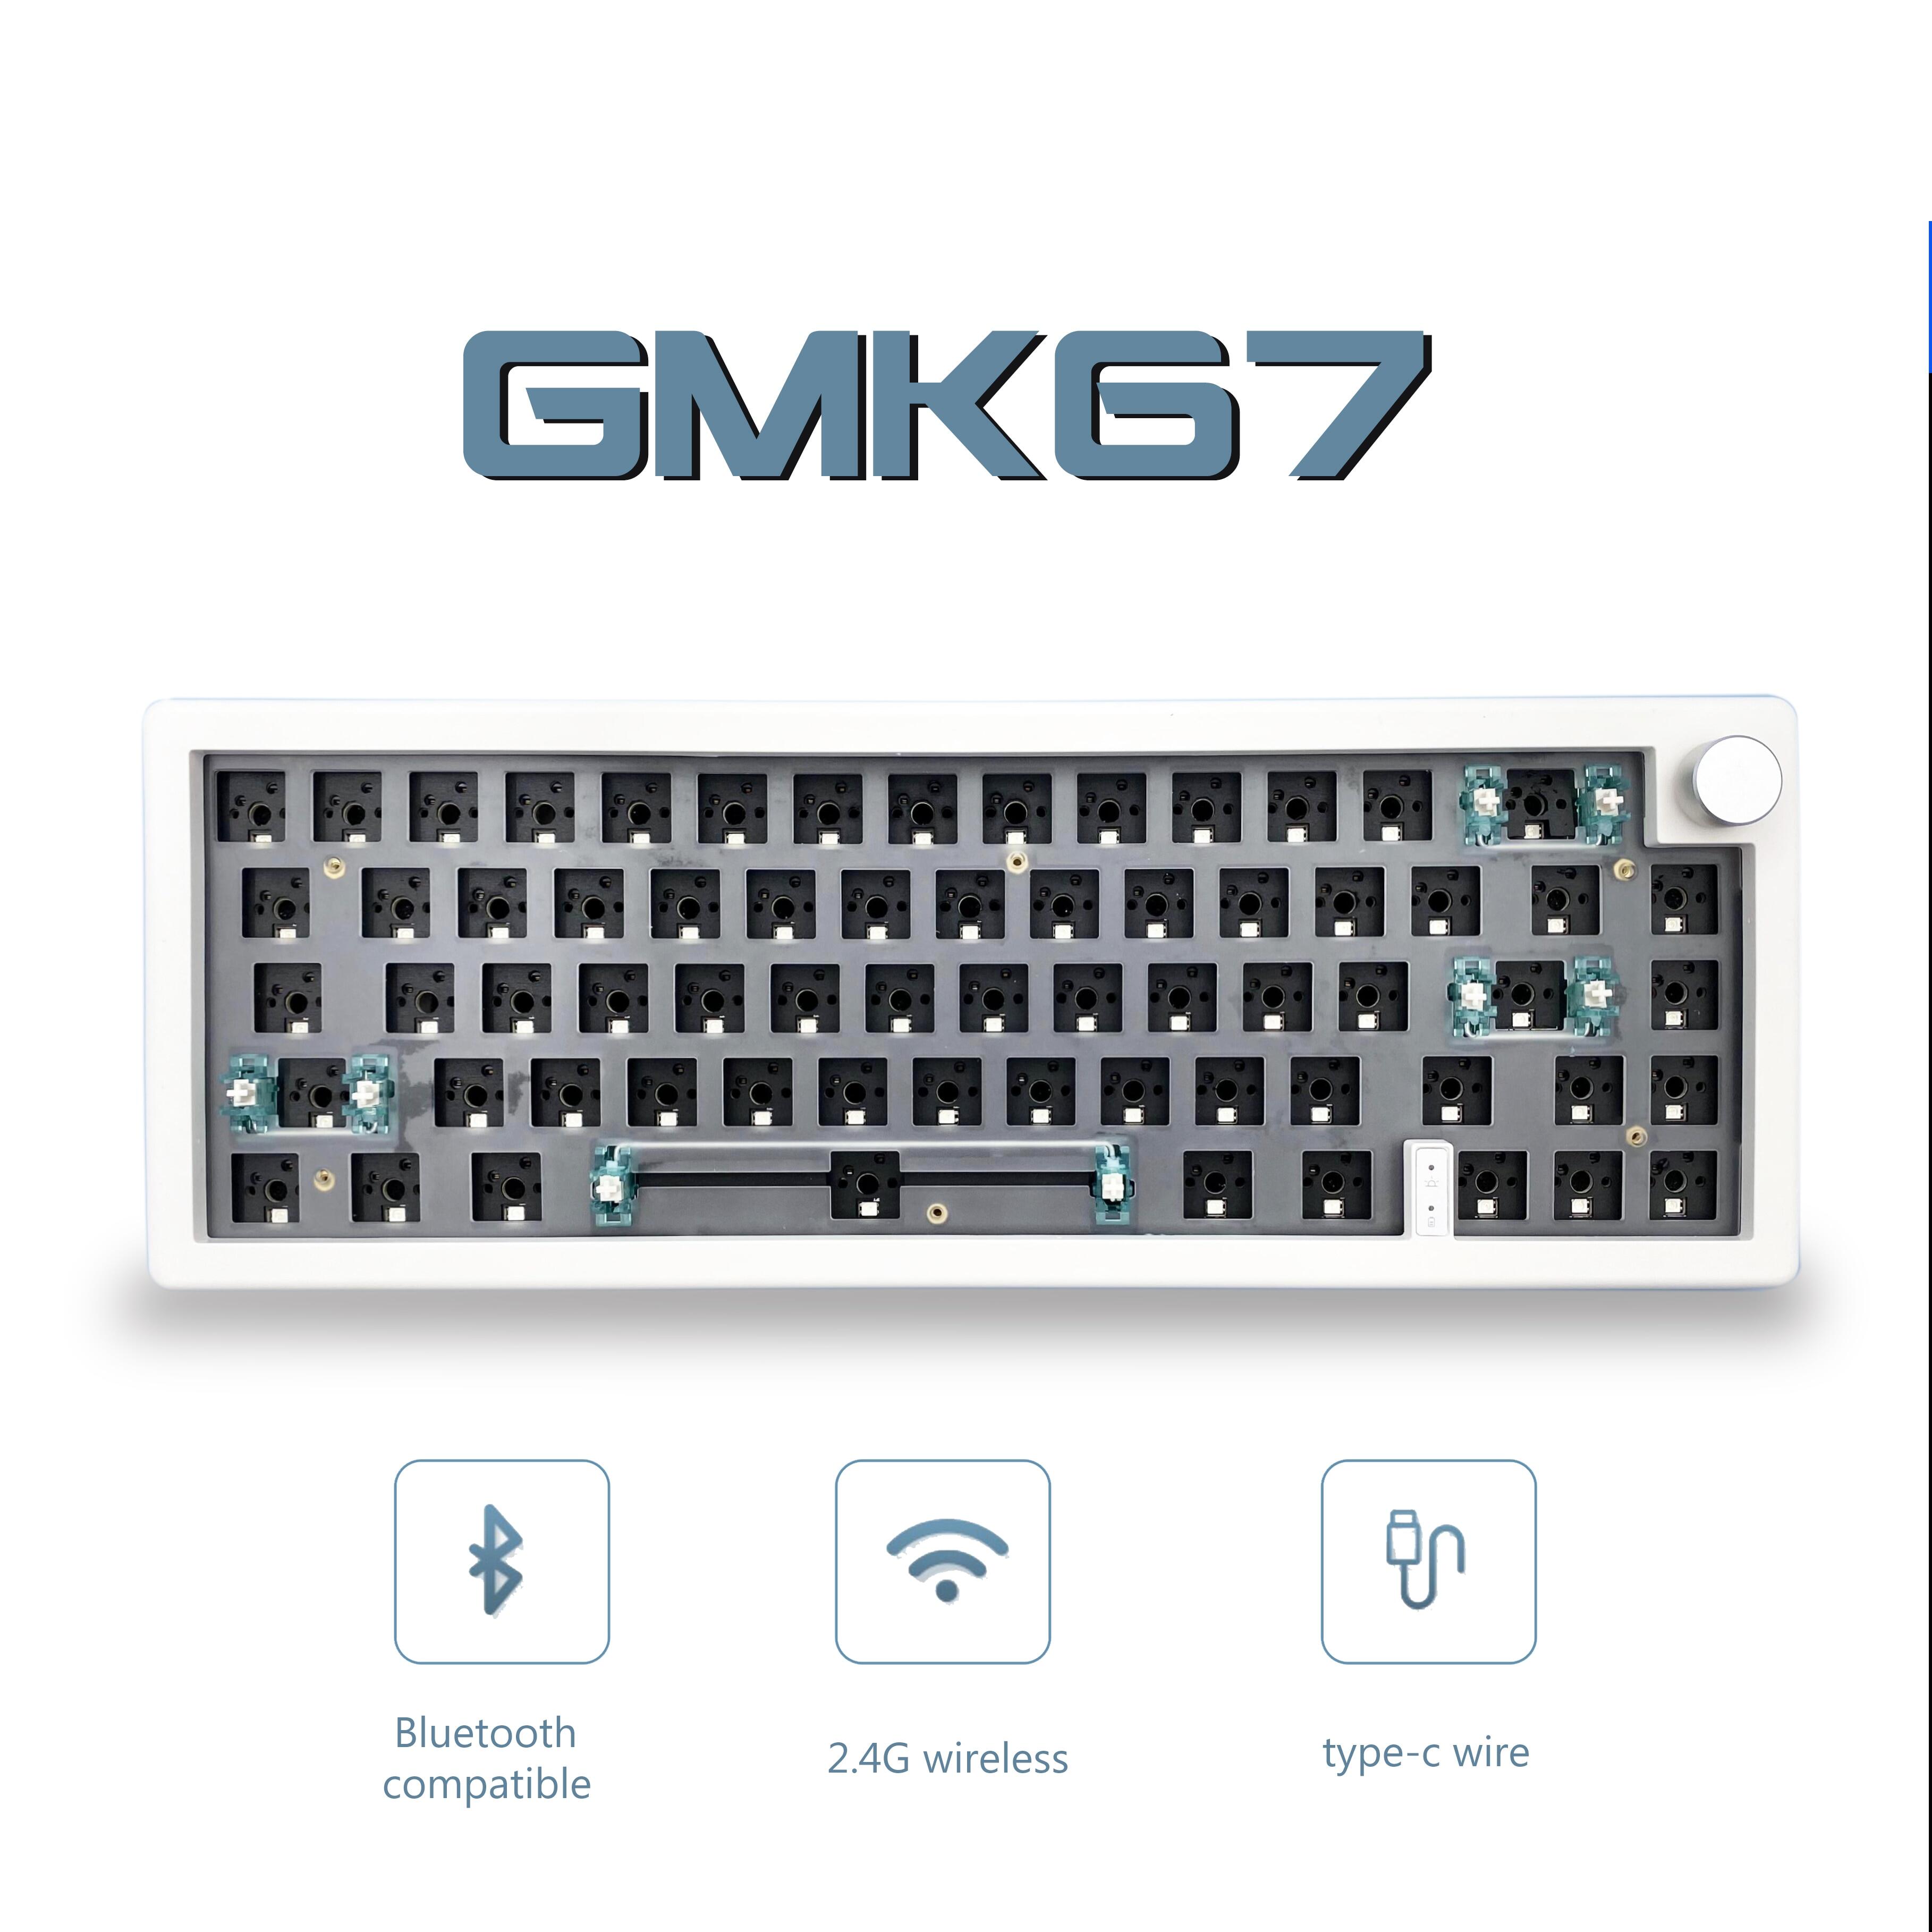 GMK67
Bluetooth
compatible
2.4G wireless
type-c wire